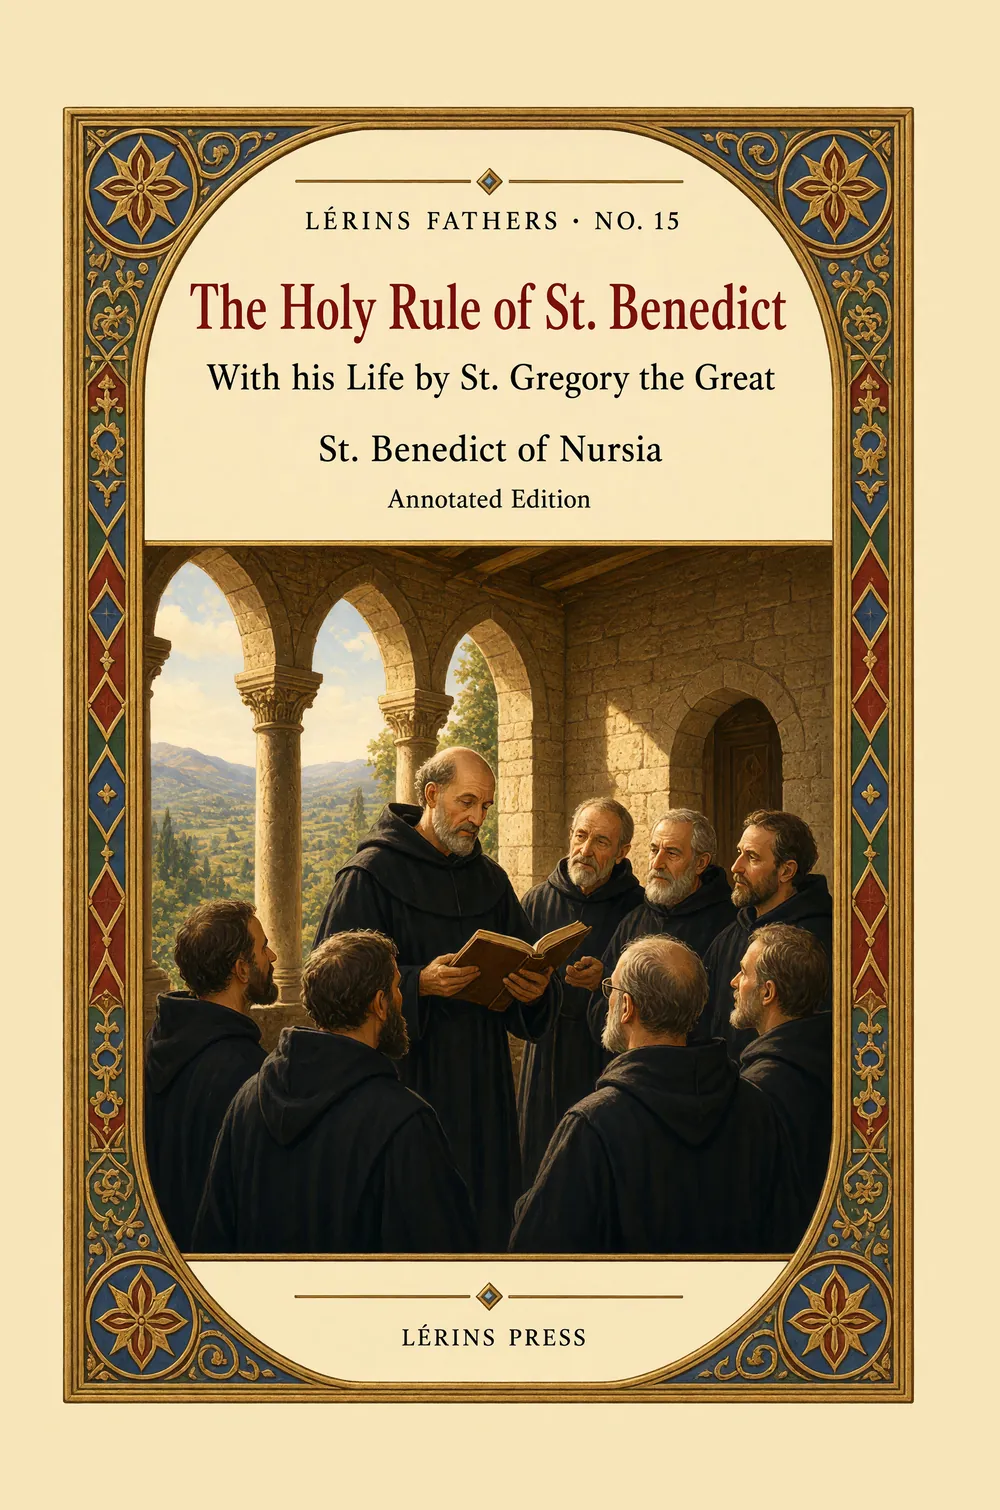 LÉRINS FATHERS · NO. 15
The Holy Rule of St. Benedict
With his Life by St. Gregory the Great
St. Benedict of Nursia
Annotated Edition
LÉRINS PRESS